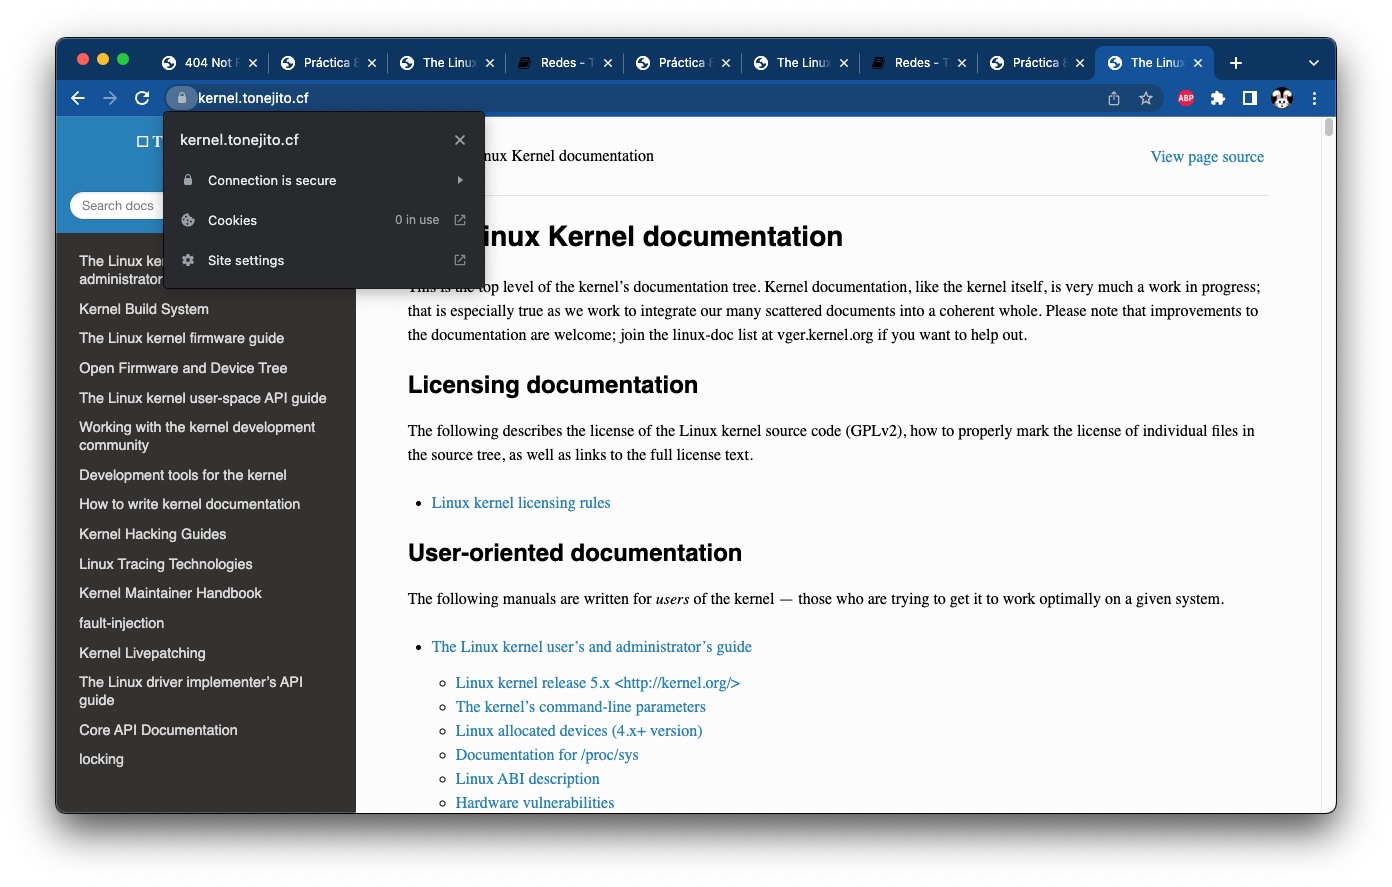 404 Not F
Práctica 8
The Linux
Redes - T
Práctica 8
The Linux
Redes - T
Práctica 8
The Linux
kernel.tonejito.cf
ABP
kernel.tonejito.cf
Connection is secure
Cookies 0 in use
Site settings
T
Search docs
The Linux ke
administrator
Kernel Build System
The Linux kernel firmware guide
Open Firmware and Device Tree
The Linux kernel user-space API guide
Working with the kernel development
community
Development tools for the kernel
How to write kernel documentation
Kernel Hacking Guides
Linux Tracing Technologies
Kernel Maintainer Handbook
fault-injection
Kernel Livepatching
The Linux driver implementer’s API
guide
Core API Documentation
locking
nux Kernel documentation
View page source
inux Kernel documentation
This is the top level of the kernel’s documentation tree. Kernel documentation, like the kernel itself, is very much a work in progress;
that is especially true as we work to integrate our many scattered documents into a coherent whole. Please note that improvements to
the documentation are welcome; join the linux-doc list at vger.kernel.org if you want to help out.
Licensing documentation
The following describes the license of the Linux kernel source code (GPLv2), how to properly mark the license of individual files in
the source tree, as well as links to the full license text.
• Linux kernel licensing rules
User-oriented documentation
The following manuals are written for users of the kernel — those who are trying to get it to work optimally on a given system.
• The Linux kernel user’s and administrator’s guide
◦ Linux kernel release 5.x <http://kernel.org/>
◦ The kernel’s command-line parameters
◦ Linux allocated devices (4.x+ version)
◦ Documentation for /proc/sys
◦ Linux ABI description
◦ Hardware vulnerabilities